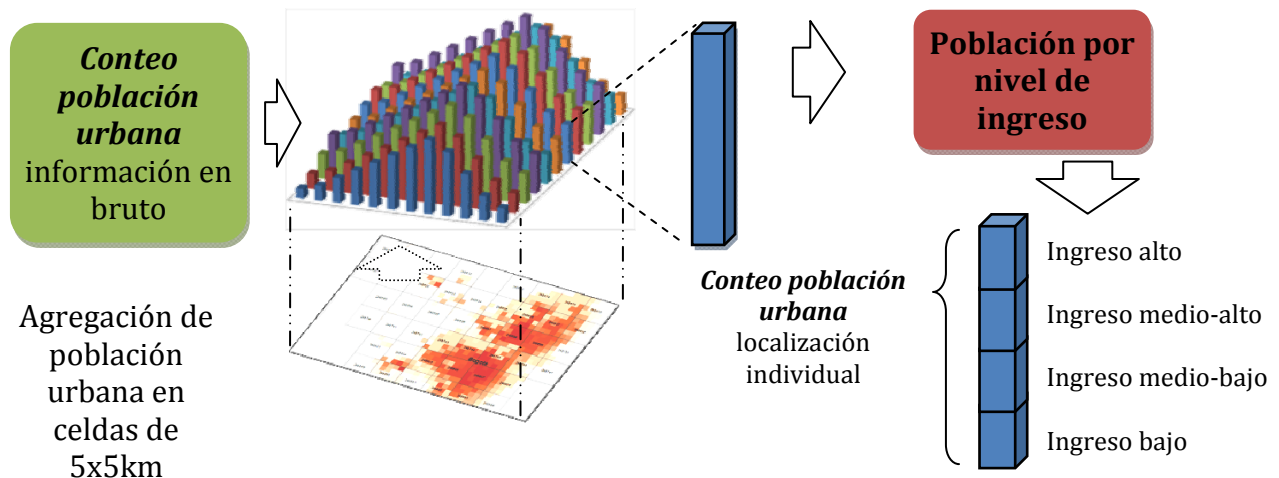 Conteo
población
urbana
información en
bruto
Agregación de
población
urbana en
celdas de
5x5km
Conteo población
urbana
localización
individual
Población por
nivel de
ingreso
Ingreso alto
Ingreso medio-alto
Ingreso medio-bajo
Ingreso bajo